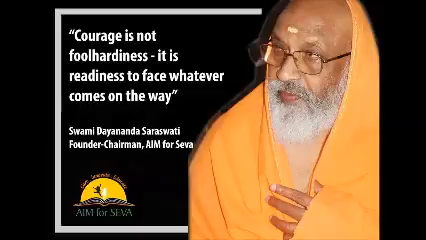 “Courage is not
foolhardiness - it is
readiness to face whatever
comes on the way”
Swami Dayananda Saraswati
Founder-Chairman, AIM for Seva
AIM for SEVA